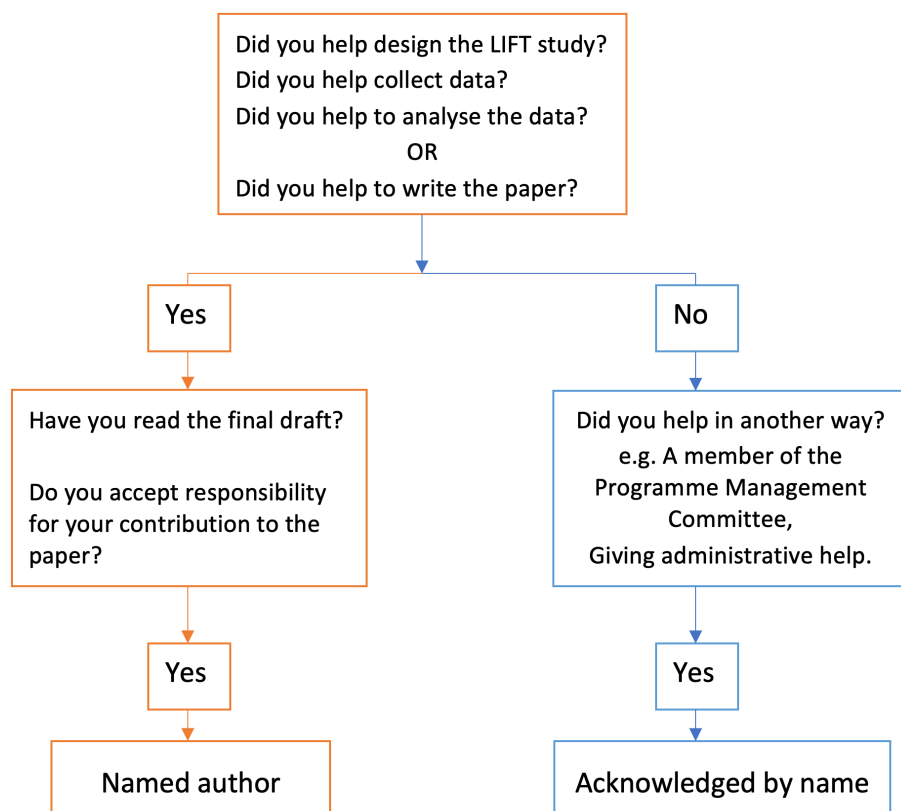 Did you help design the LIFT study?
Did you help collect data?
Did you help to analyse the data?
OR
Did you help to write the paper?
Yes
No
Have you read the final draft?
Do you accept responsibility
for your contribution to the
paper?
Did you help in another way?
e.g. A member of the
Programme Management
Committee,
Giving administrative help.
Yes
Yes
Named author
Acknowledged by name